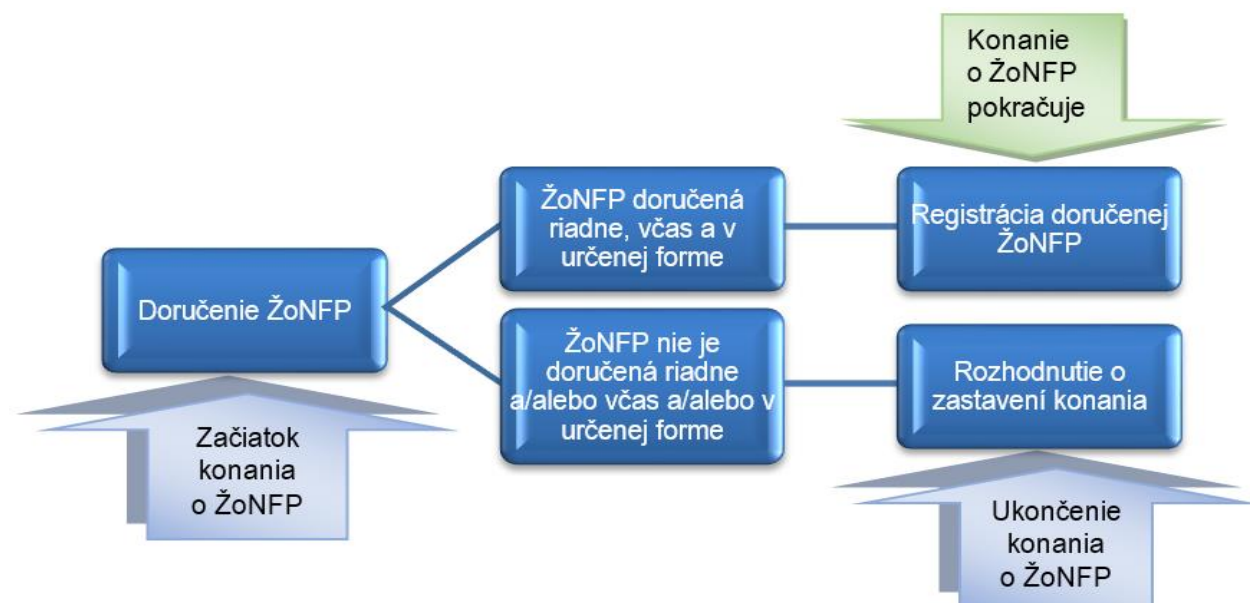 Konanie
o ŽoNFP
pokračuje
ŽoNFP doručená
riadne, včas a v
určenej forme
Registrácia doručenej
ŽoNFP
Doručenie ŽoNFP
ŽoNFP nie je
doručená riadne
a/alebo včas a/alebo v
určenej forme
Rozhodnutie o
zastavení konania
Začiatok
konania
o ŽoNFP
Ukončenie
konania
o ŽoNFP